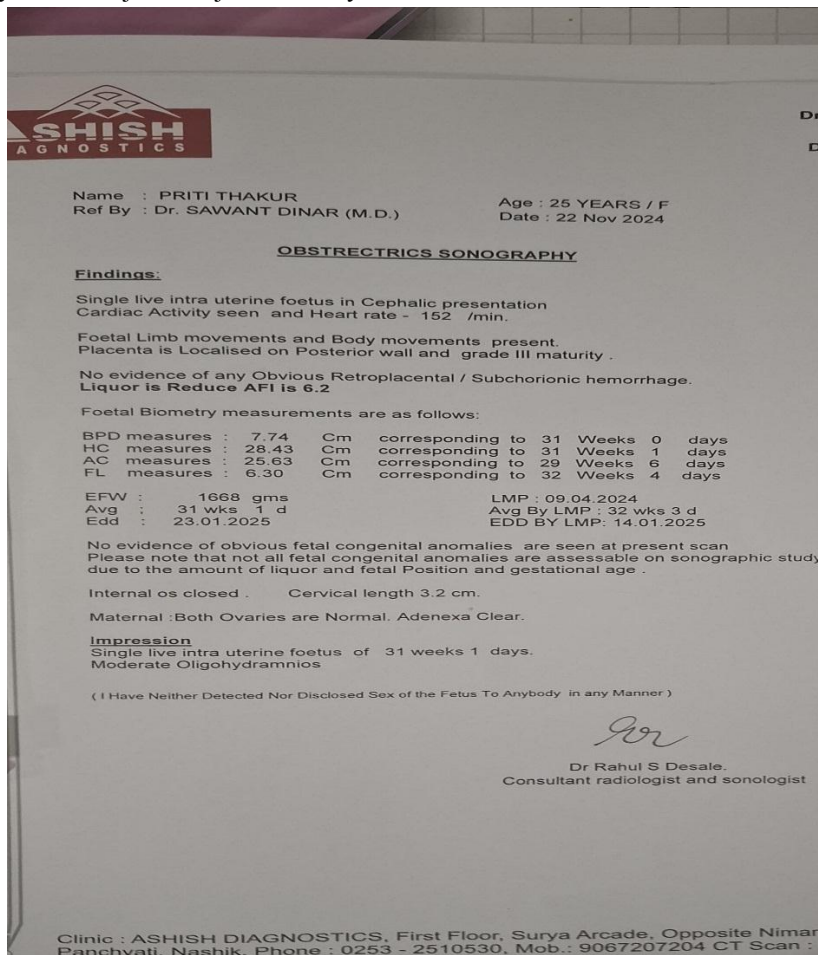 ASHISH
AGNOSTICS
Name : PRITI THAKUR
Ref By : Dr. SAWANT DINAR (M.D.)
Age : 25 YEARS / F
Date : 22 Nov 2024
OBSTRECTRICS SONOGRAPHY
Findings:
Single live intra uterine foetus in Cephalic presentation
Cardiac Activity seen and Heart rate - 152 /min.
Foetal Limb movements and Body movements present.
Placenta is Localised on Posterior wall and grade III maturity .
No evidence of any Obvious Retroplacental / Subchorionic hemorrhage.
Liquor is Reduce AFI is 6.2
Foetal Biometry measurements are as follows:
BPD measures : 7.74 Cm corresponding to 31 Weeks 0 days
HC measures : 28.43 Cm corresponding to 31 Weeks 1 days
AC measures : 25.63 Cm corresponding to 29 Weeks 6 days
FL measures : 6.30 Cm corresponding to 32 Weeks 4 days
EFW : 1668 gms LMP : 09.04.2024
Avg : 31 wks 1 d Avg By LMP : 32 wks 3 d
Edd : 23.01.2025 EDD BY LMP: 14.01.2025
No evidence of obvious fetal congenital anomalies are seen at present scan
Please note that not all fetal congenital anomalies are assessable on sonographic study
due to the amount of liquor and fetal Position and gestational age .
Internal os closed . Cervical length 3.2 cm.
Maternal :Both Ovaries are Normal. Adenexa Clear.
Impression
Single live intra uterine foetus of 31 weeks 1 days.
Moderate Oligohydramnios
( I Have Neither Detected Nor Disclosed Sex of the Fetus To Anybody in any Manner )
Dr Rahul S Desale.
Consultant radiologist and sonologist
Clinic : ASHISH DIAGNOSTICS, First Floor, Surya Arcade, Opposite Nimar
Panchvati, Nashik. Phone : 0253 - 2510530, Mob.: 9067207204 CT Scan :